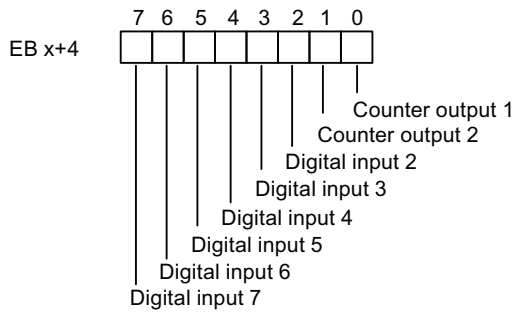 7 6 5 4 3 2 1 0
EB x+4
Counter output 1
Counter output 2
Digital input 2
Digital input 3
Digital input 4
Digital input 5
Digital input 6
Digital input 7